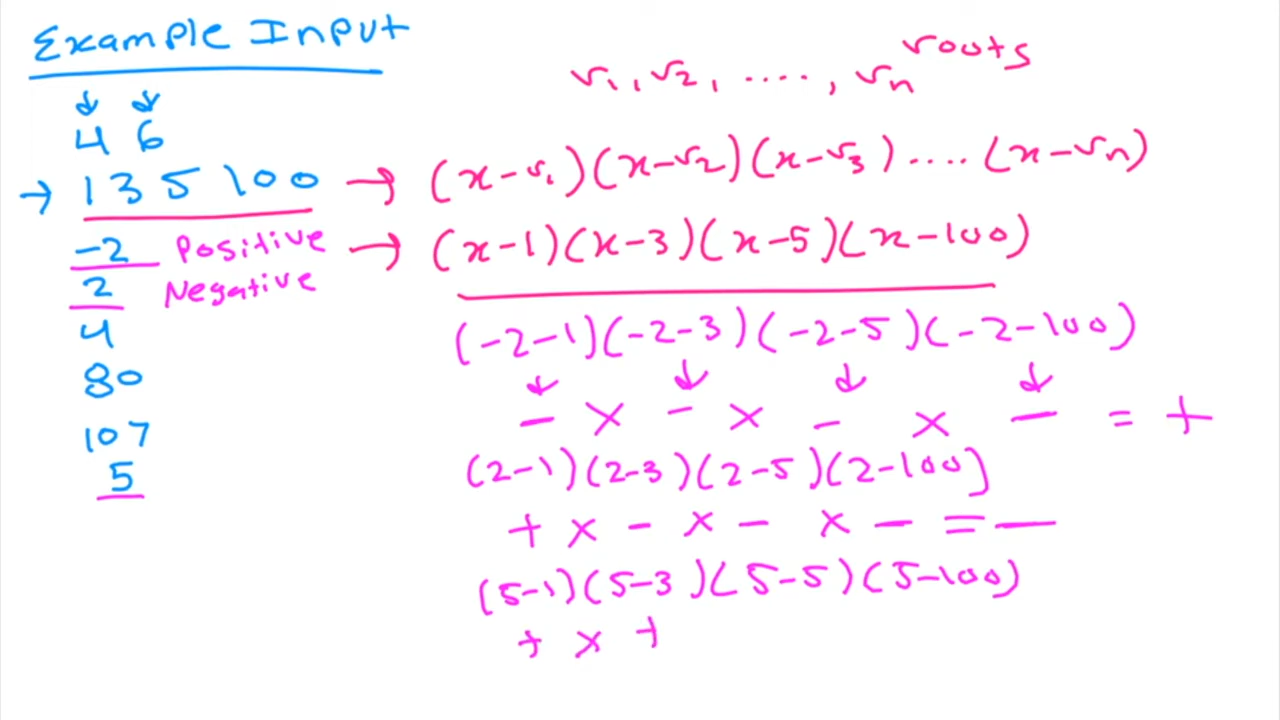 Example Input
↓ ↓
4 6
→ 1 3 5 100
-2 Positive
2 Negative
4
80
107
5
r₁, r₂, ...., rₙ roots
→ (x-r₁)(x-r₂)(x-r₃)....(x-rₙ)
→ (x-1)(x-3)(x-5)(x-100)
(-2-1)(-2-3)(-2-5)(-2-100)
↓ ↓ ↓ ↓
- × - × - × - = +
(2-1)(2-3)(2-5)(2-100)
+ × - × - × - = -
(5-1)(5-3)(5-5)(5-100)
+ × +